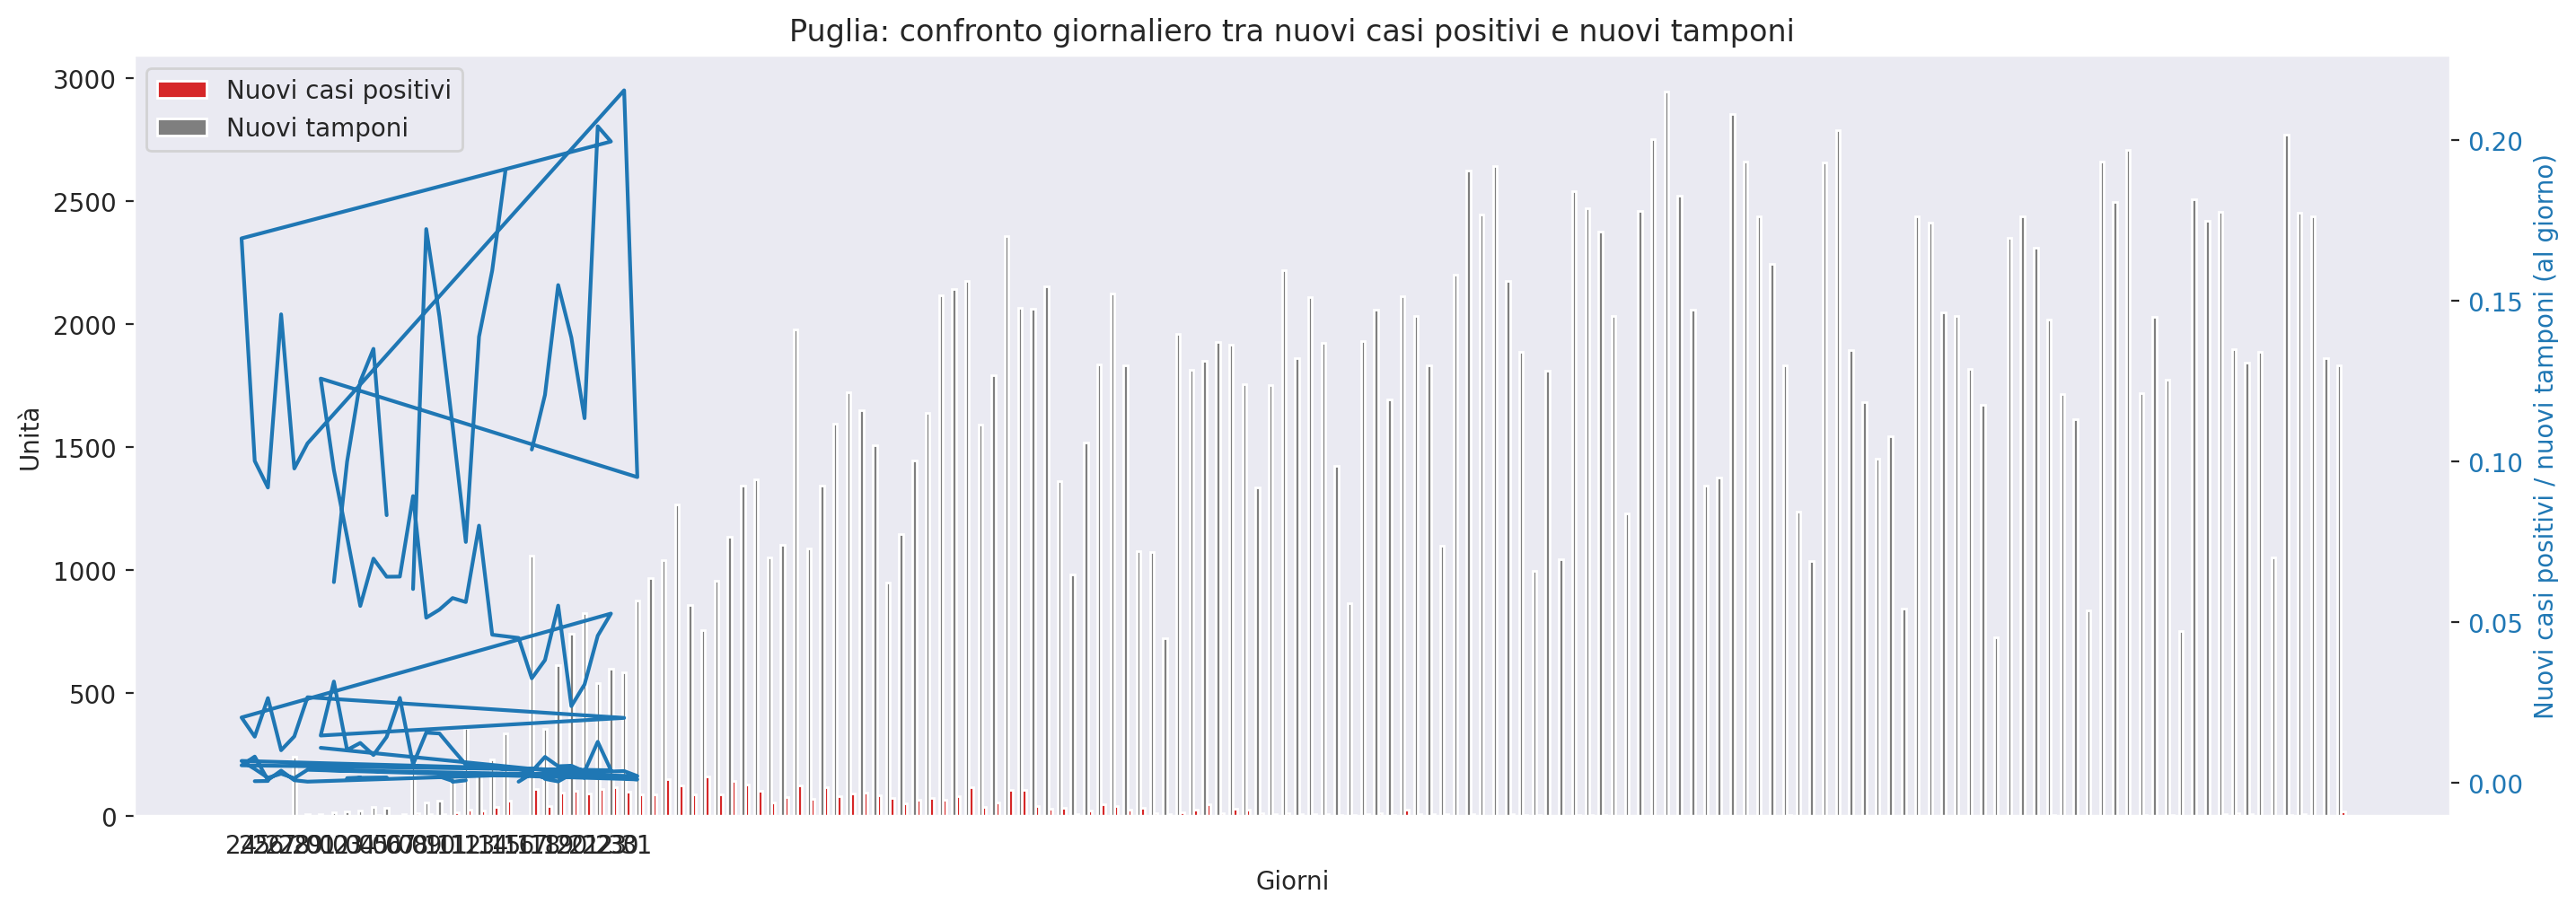 Puglia: confronto giornaliero tra nuovi casi positivi e nuovi tamponi
Nuovi casi positivi
Nuovi tamponi
3000
2500
2000
1500
1000
500
0
Unità
0.20
0.15
0.10
0.05
0.00
Nuovi casi positivi / nuovi tamponi (al giorno)
Giorni